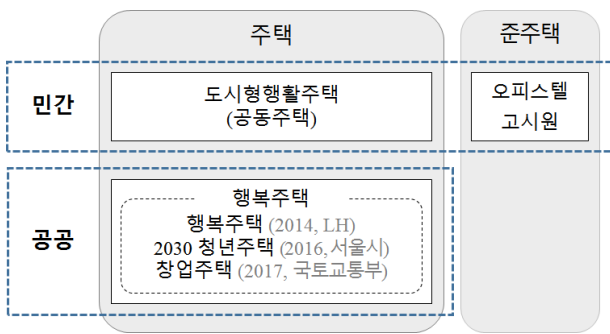 주택
준주택
민간
도시형행활주택
(공동주택)
오피스텔
고시원
공공
행복주택
행복주택 (2014, LH)
2030 청년주택 (2016, 서울시)
창업주택 (2017, 국토교통부)